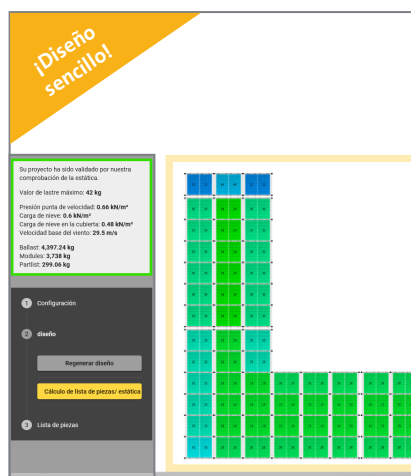 ¡Diseño
sencillo!
Su proyecto ha sido validado por nuestra
comprobación de la estática.
Valor de lastre máximo: 42 kg
Presión punta de velocidad: 0.66 kN/m²
Carga de nieve: 0.6 kN/m²
Carga de nieve en la cubierta: 0.48 kN/m²
Velocidad base del viento: 29.5 m/s
Ballast: 4,397.24 kg
Modules: 3,738 kg
Partlist: 299.06 kg
1 Configuración
2 diseño
Regenerar diseño
Cálculo de lista de piezas/ estática
3 Lista de piezas